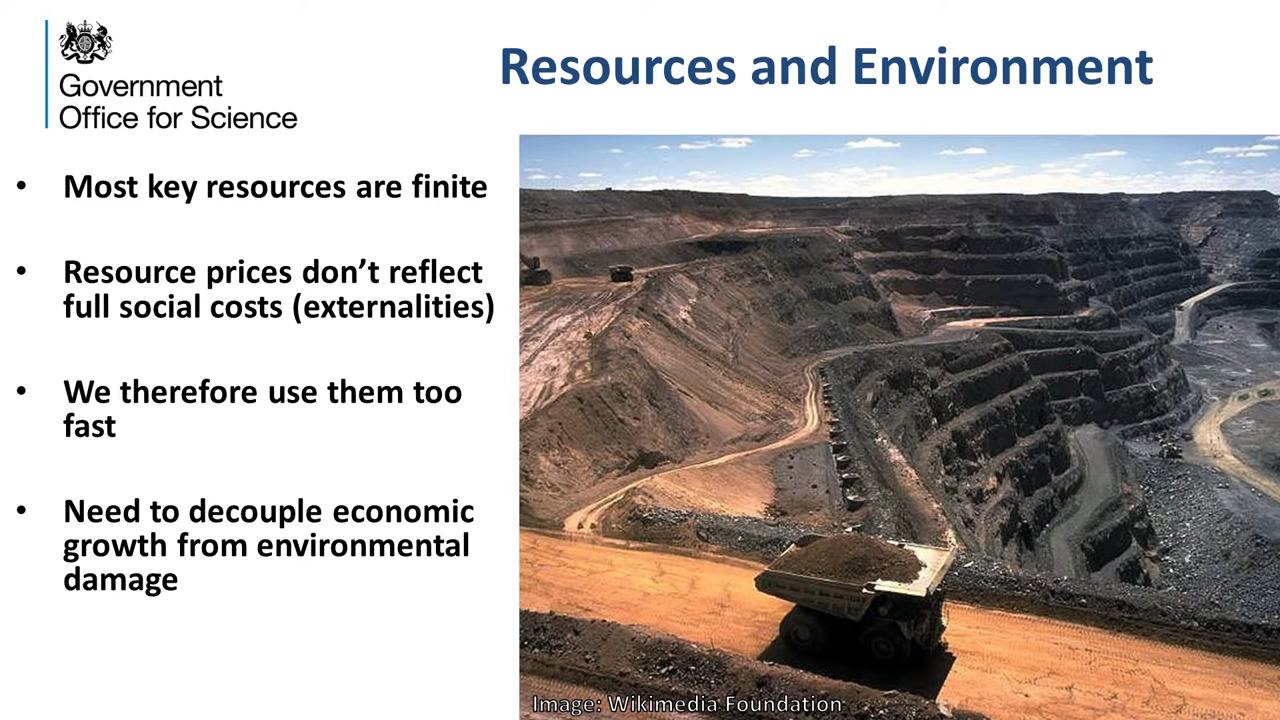 Government
Office for Science
Resources and Environment
• Most key resources are finite
• Resource prices don’t reflect
full social costs (externalities)
• We therefore use them too
fast
• Need to decouple economic
growth from environmental
damage
Image: Wikimedia Foundation